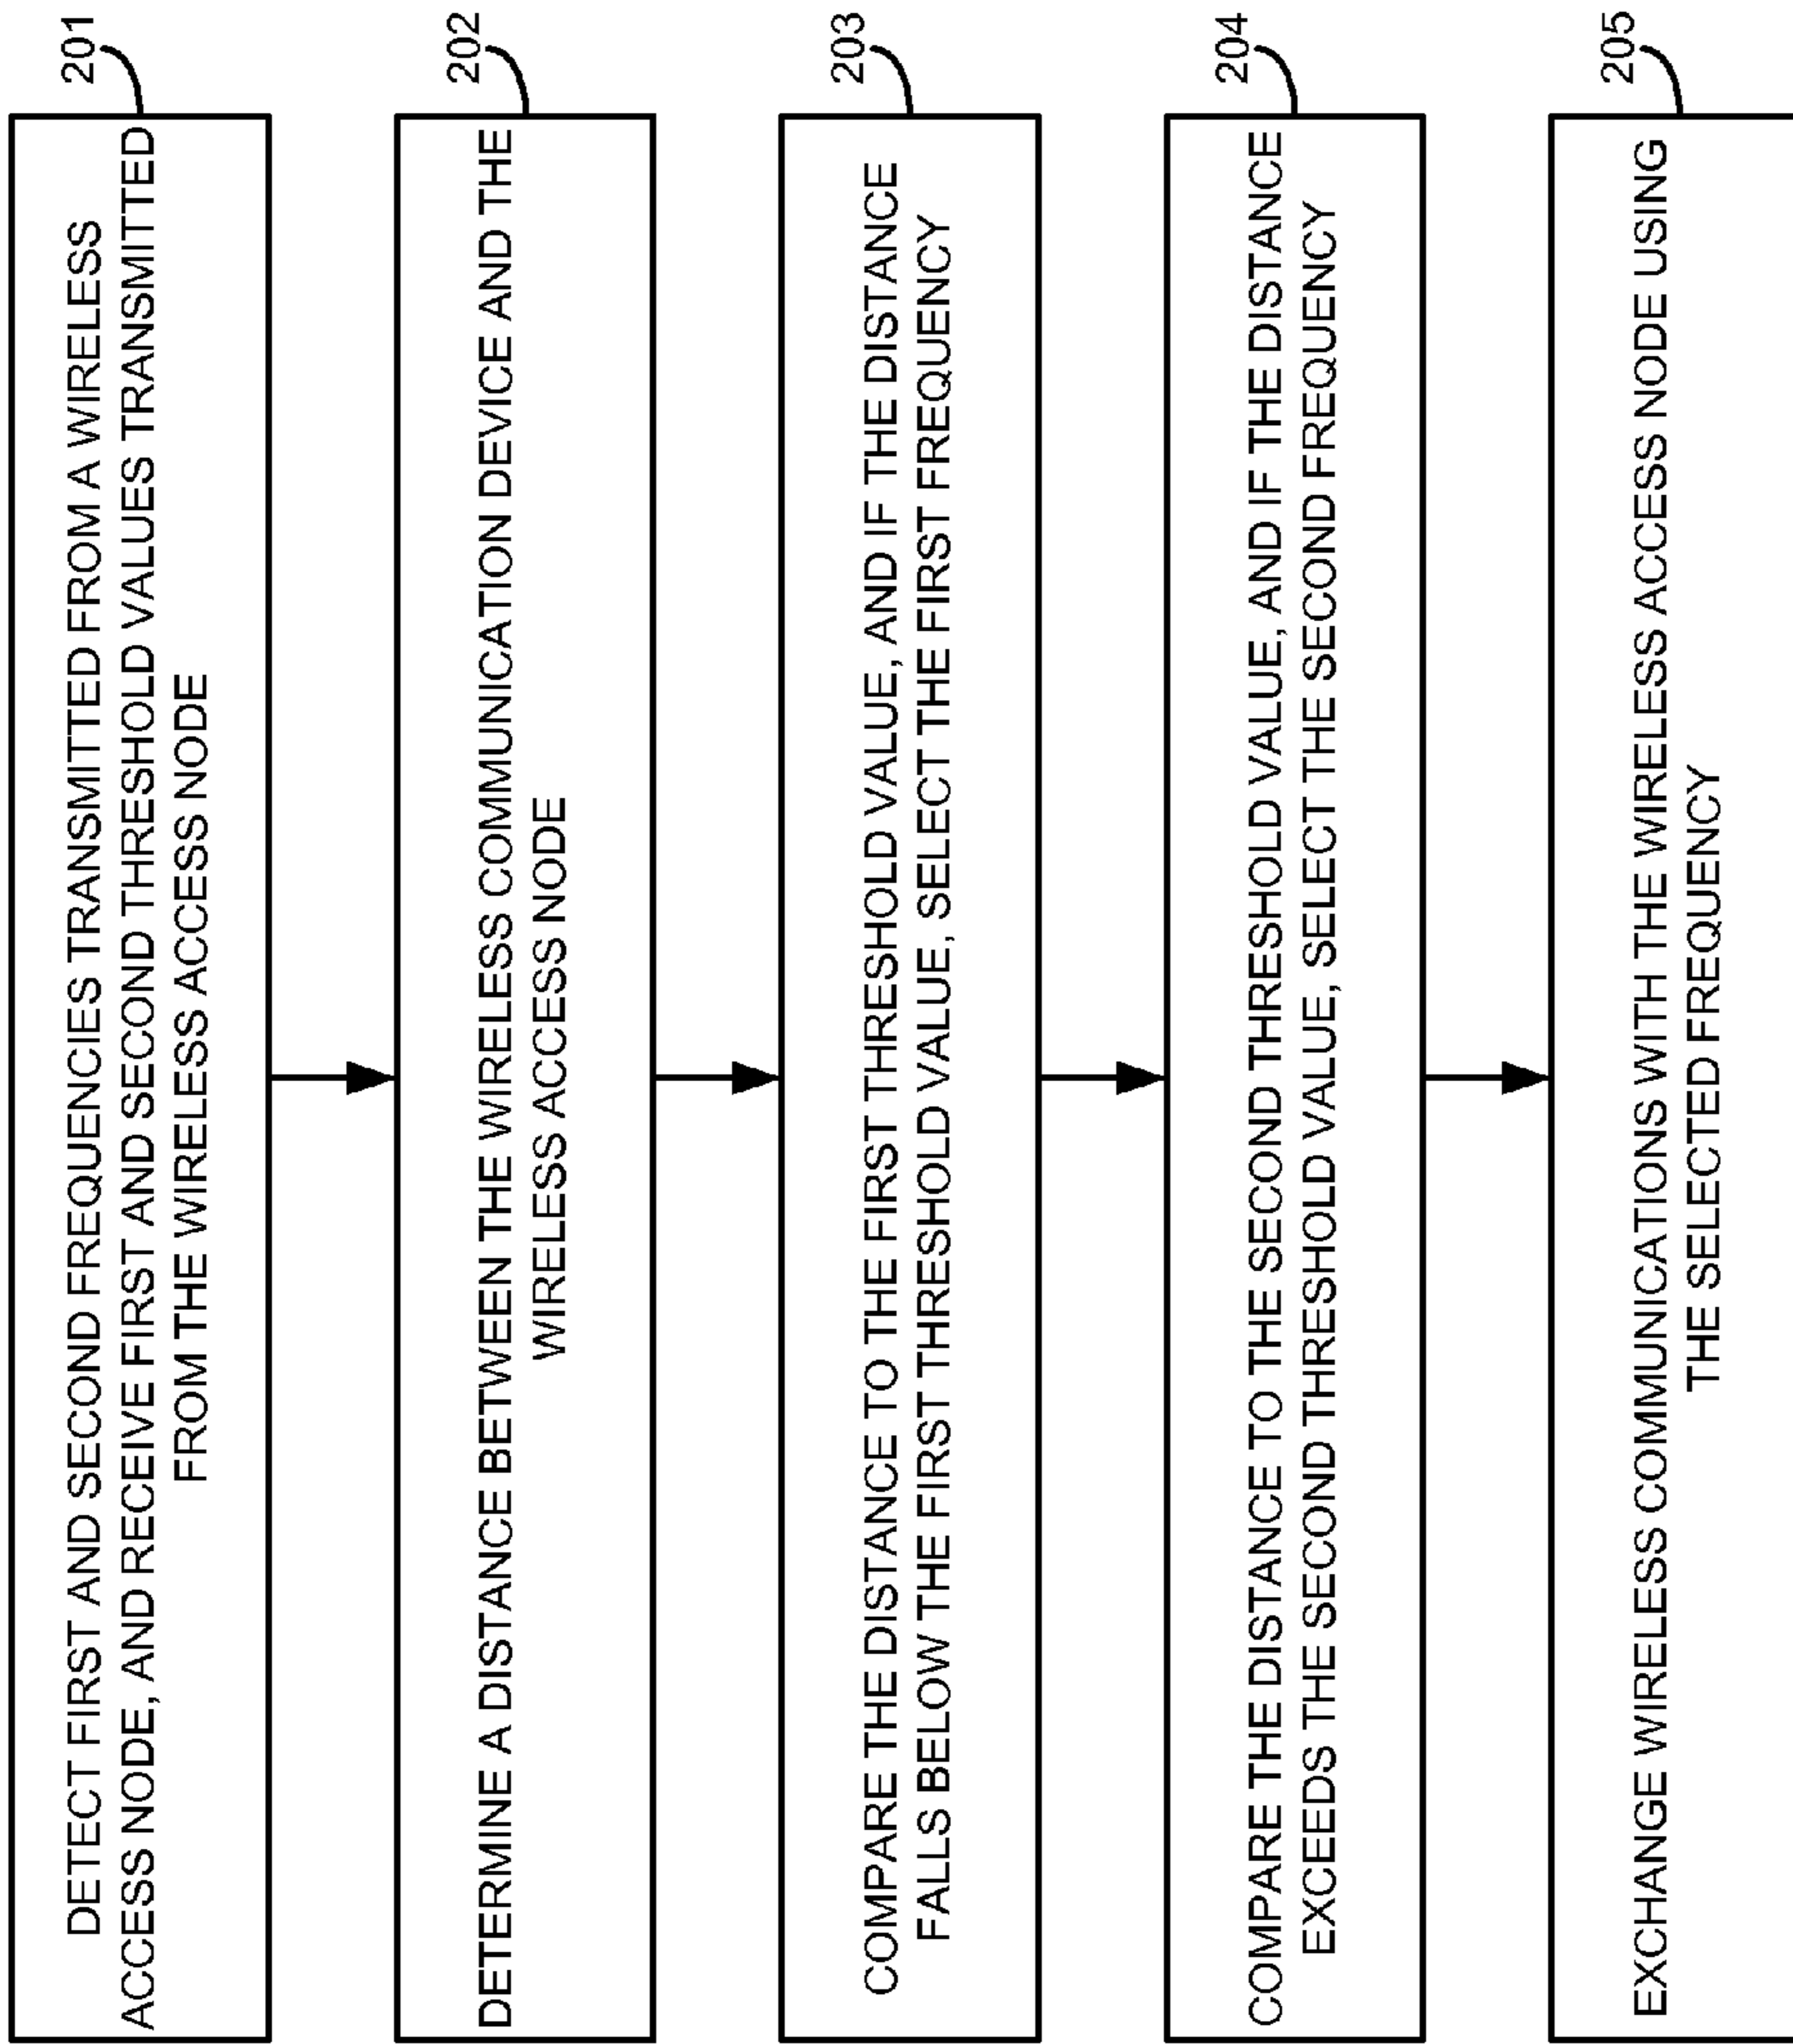 201
DETECT FIRST AND SECOND FREQUENCIES TRANSMITTED FROM A WIRELESS
ACCESS NODE, AND RECEIVE FIRST AND SECOND THRESHOLD VALUES TRANSMITTED
FROM THE WIRELESS ACCESS NODE
202
DETERMINE A DISTANCE BETWEEN THE WIRELESS COMMUNICATION DEVICE AND THE
WIRELESS ACCESS NODE
203
COMPARE THE DISTANCE TO THE FIRST THRESHOLD VALUE, AND IF THE DISTANCE
FALLS BELOW THE FIRST THRESHOLD VALUE, SELECT THE FIRST FREQUENCY
204
COMPARE THE DISTANCE TO THE SECOND THRESHOLD VALUE, AND IF THE DISTANCE
EXCEEDS THE SECOND THRESHOLD VALUE, SELECT THE SECOND FREQUENCY
205
EXCHANGE WIRELESS COMMUNICATIONS WITH THE WIRELESS ACCESS NODE USING
THE SELECTED FREQUENCY